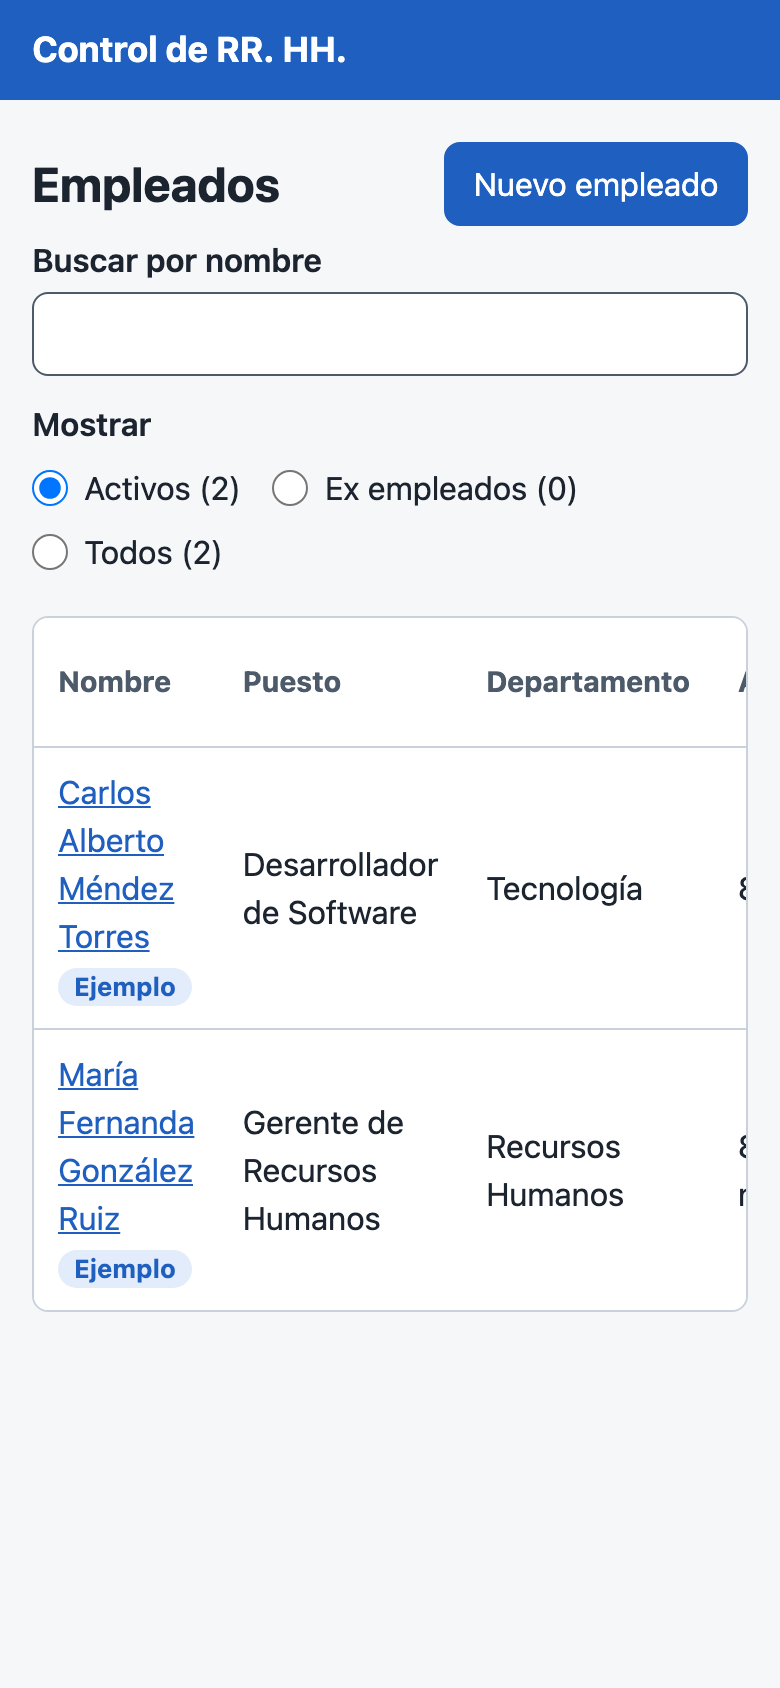 Control de RR. HH.
Empleados
Nuevo empleado
Buscar por nombre
Mostrar
Activos (2)
Ex empleados (0)
Todos (2)
Nombre
Puesto
Departamento
Carlos
Alberto
Méndez
Torres
Ejemplo
Desarrollador
de Software
Tecnología
María
Fernanda
González
Ruiz
Ejemplo
Gerente de
Recursos
Humanos
Recursos
Humanos